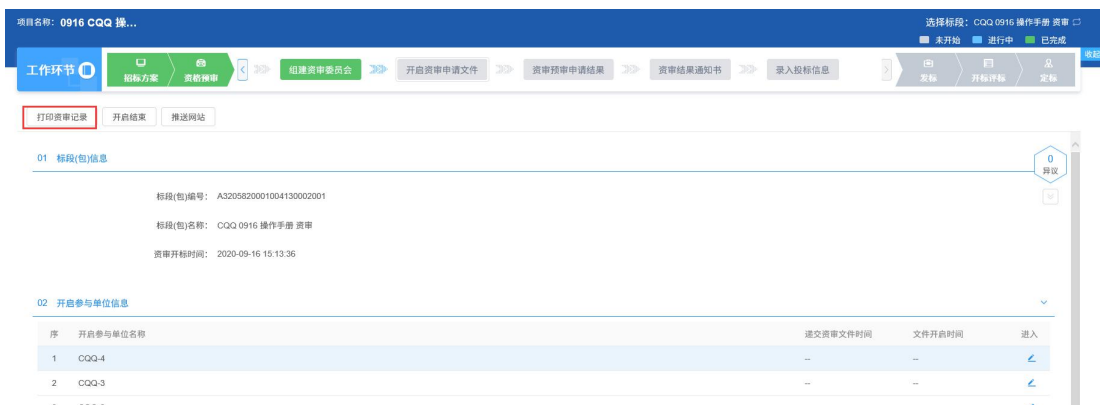 项目名称: 0916 CQQ 操...
选择标段: CQQ 0916 操作手册 资审
未开始 进行中 已完成
收起
工作环节
招标方案
资格预审
组建资审委员会
开启资审申请文件
资审预审申请结果
资审结果通知书
录入投标信息
发标
开标评标
定标
打印资审记录 开启结束 推送网站
01 标段(包)信息
0
异议
标段(包)编号: A3205820001004130002001
标段(包)名称: CQQ 0916 操作手册 资审
资审开标时间: 2020-09-16 15:13:36
02 开启参与单位信息
序 开启参与单位名称 递交资审文件时间 文件开启时间 进入
1 CQQ-4 -- --
2 CQQ-3 -- --